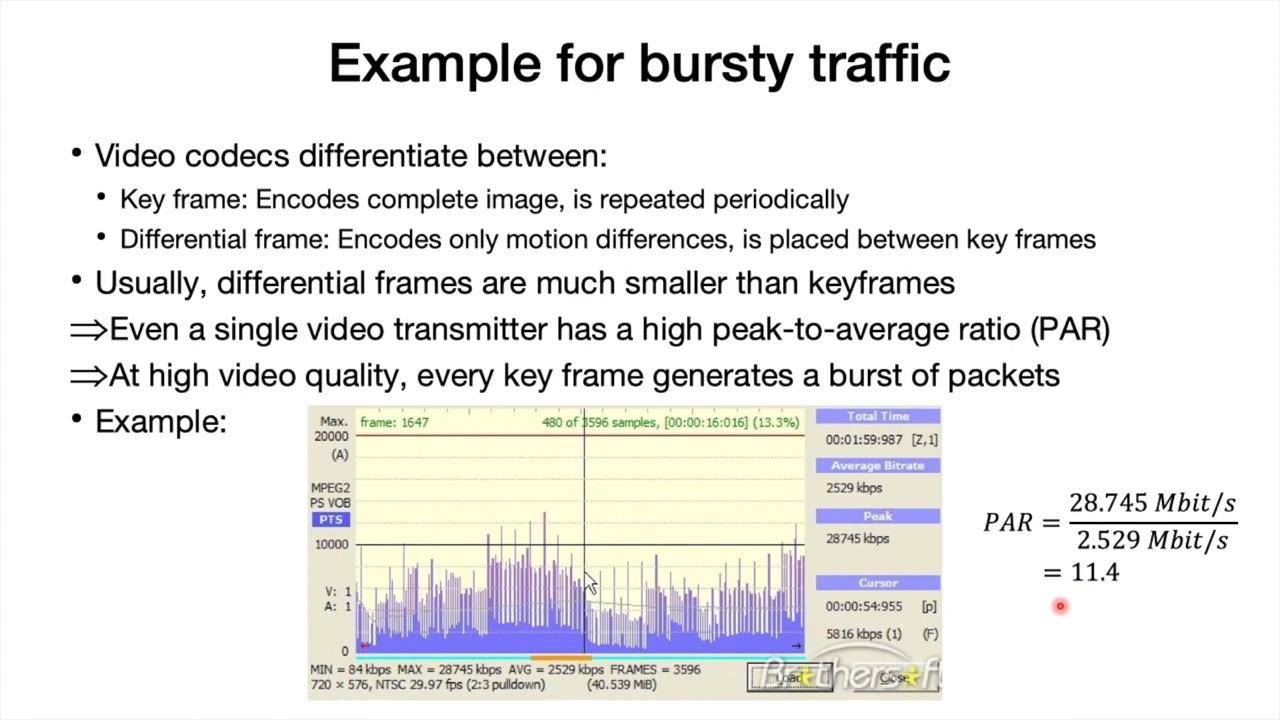 Example for bursty traffic
• Video codecs differentiate between:
• Key frame: Encodes complete image, is repeated periodically
• Differential frame: Encodes only motion differences, is placed between key frames
• Usually, differential frames are much smaller than keyframes
⟹Even a single video transmitter has a high peak-to-average ratio (PAR)
⟹At high video quality, every key frame generates a burst of packets
• Example:
Max. frame: 1647 480 of 3596 samples, [00:00:16:016] (13.3%)
20000
(A)
MPEG2
PS VOB
PTS
10000
V: 1
A: 1
0
Total Time
00:01:59:987 [Z,1]
Average Bitrate
2529 kbps
Peak
28745 kbps
Cursor
00:00:54:955 [p]
5816 kbps (1) (F)
MIN = 84 kbps MAX = 28745 kbps AVG = 2529 kbps FRAMES = 3596
720 × 576, NTSC 29.97 fps (2:3 pulldown) (40.539 MiB)
Load Close
Brothersoft
PAR = 28.745 Mbit/s
2.529 Mbit/s
= 11.4